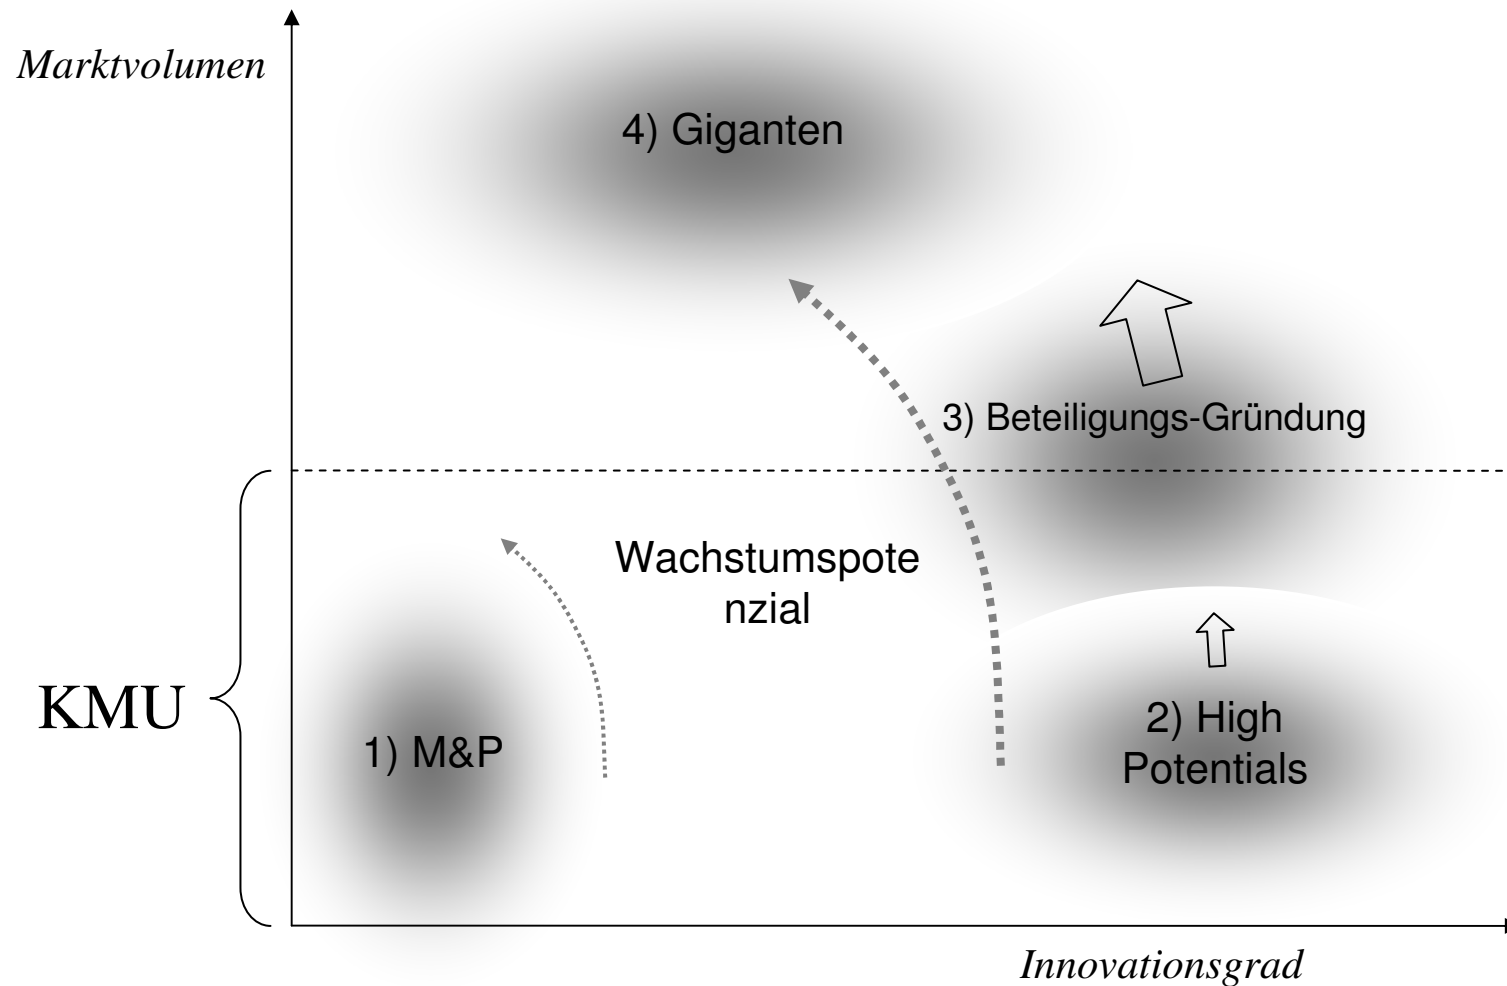 Marktvolumen
4) Giganten
3) Beteiligungs-Gründung
Wachstumspote
nzial
KMU
1) M&P
2) High
Potentials
Innovationsgrad